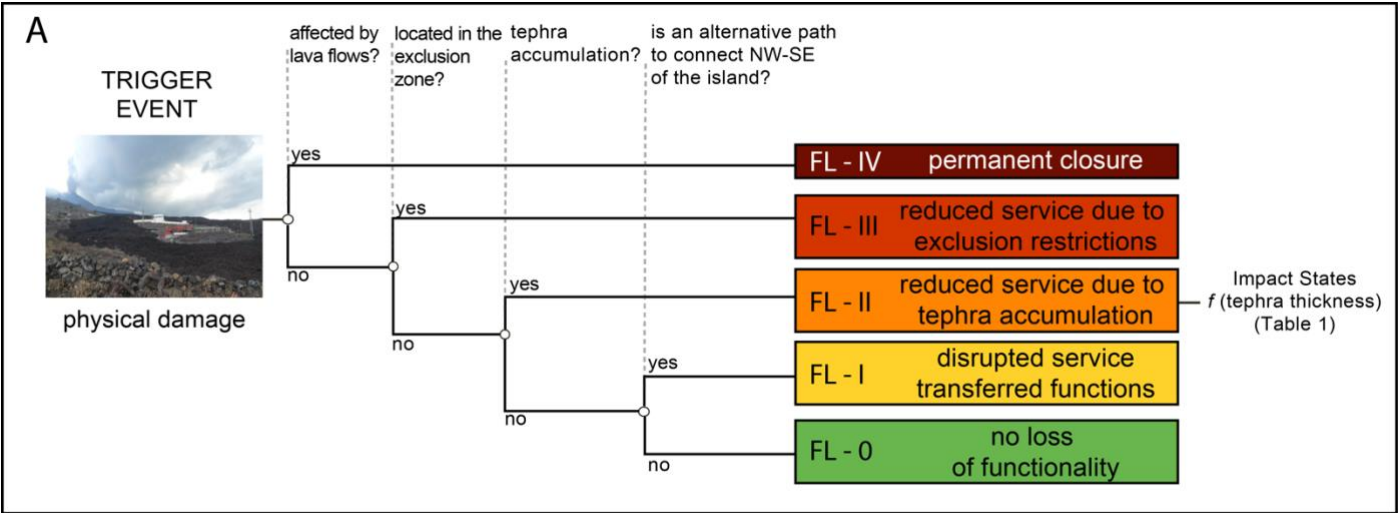 A
affected by
lava flows?
located in the
exclusion
zone?
tephra
accumulation?
is an alternative path
to connect NW-SE
of the island?
TRIGGER
EVENT
physical damage
yes
no
yes
no
yes
no
yes
no
FL - IV permanent closure
FL - III reduced service due to
exclusion restrictions
FL - II reduced service due to
tephra accumulation
FL - I disrupted service
transferred functions
FL - 0 no loss
of functionality
Impact States
f (tephra thickness)
(Table 1)